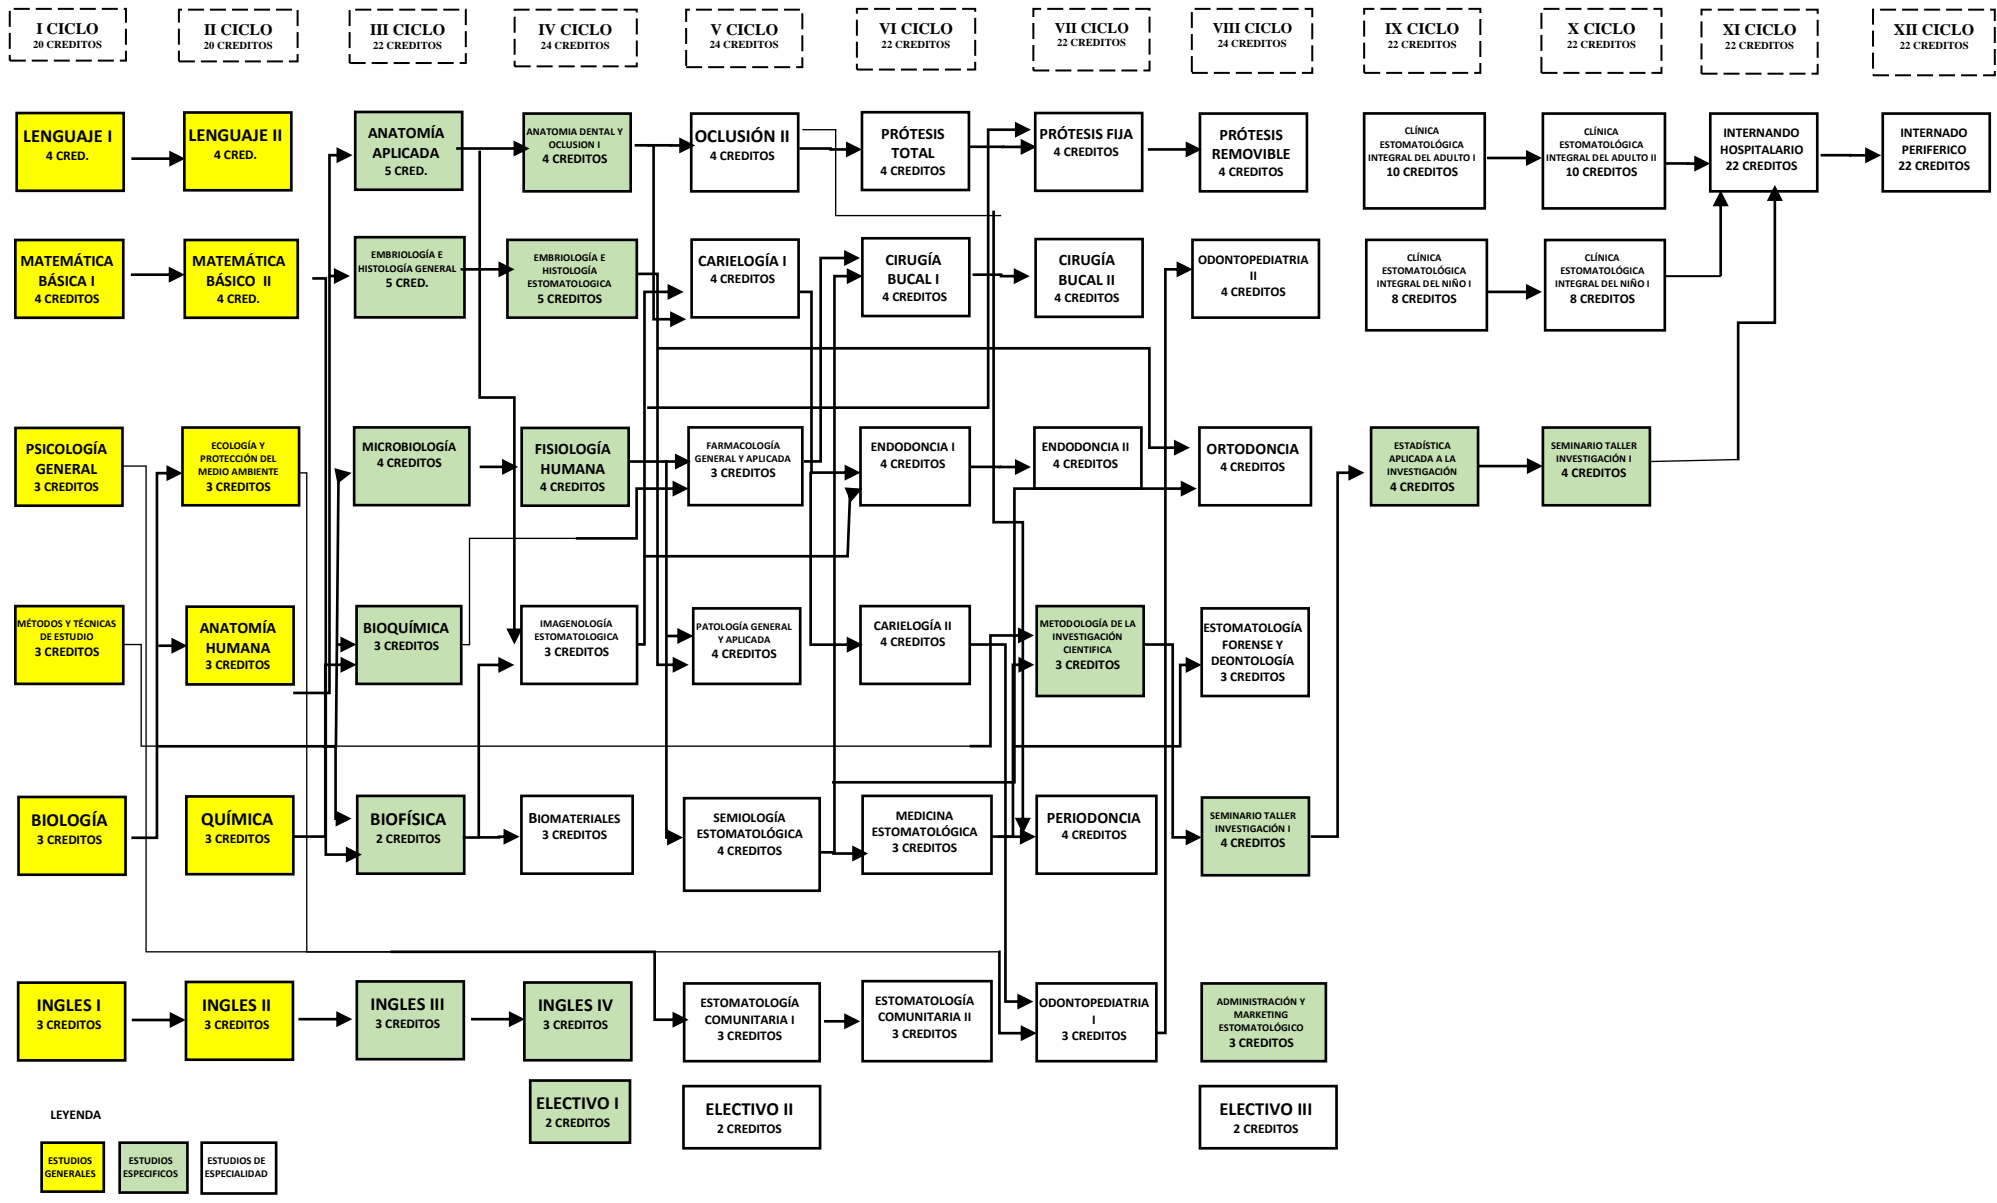 I CICLO
20 CREDITOS
II CICLO
20 CREDITOS
III CICLO
22 CREDITOS
IV CICLO
24 CREDITOS
V CICLO
24 CREDITOS
VI CICLO
22 CREDITOS
VII CICLO
22 CREDITOS
VIII CICLO
24 CREDITOS
IX CICLO
22 CREDITOS
X CICLO
22 CREDITOS
XI CICLO
22 CREDITOS
XII CICLO
22 CREDITOS
LENGUAJE I
4 CRED.
LENGUAJE II
4 CRED.
ANATOMÍA
APLICADA
5 CRED.
ANATOMIA DENTAL Y
OCLUSION I
4 CREDITOS
OCLUSIÓN II
4 CREDITOS
PRÓTESIS
TOTAL
4 CREDITOS
PRÓTESIS FIJA
4 CREDITOS
PRÓTESIS
REMOVIBLE
4 CREDITOS
CLÍNICA
ESTOMATOLÓGICA
INTEGRAL DEL ADULTO I
10 CREDITOS
CLÍNICA
ESTOMATOLÓGICA
INTEGRAL DEL ADULTO II
10 CREDITOS
INTERNANDO
HOSPITALARIO
22 CREDITOS
INTERNADO
PERIFERICO
22 CREDITOS
MATEMÁTICA
BÁSICA I
4 CREDITOS
MATEMÁTICA
BÁSICO II
4 CRED.
EMBRIOLOGÍA E
HISTOLOGÍA GENERAL
5 CRED.
EMBRIOLOGÍA E
HISTOLOGÍA
ESTOMATOLOGICA
5 CREDITOS
CARIELOGÍA I
4 CREDITOS
CIRUGÍA
BUCAL I
4 CREDITOS
CIRUGÍA
BUCAL II
4 CREDITOS
ODONTOPEDIATRIA
II
4 CREDITOS
CLÍNICA
ESTOMATOLÓGICA
INTEGRAL DEL NIÑO I
8 CREDITOS
CLÍNICA
ESTOMATOLÓGICA
INTEGRAL DEL NIÑO I
8 CREDITOS
PSICOLOGÍA
GENERAL
3 CREDITOS
ECOLOGÍA Y
PROTECCIÓN DEL
MEDIO AMBIENTE
3 CREDITOS
MICROBIOLOGÍA
4 CREDITOS
FISIOLOGÍA
HUMANA
4 CREDITOS
FARMACOLOGÍA
GENERAL Y APLICADA
3 CREDITOS
ENDODONCIA I
4 CREDITOS
ENDODONCIA II
4 CREDITOS
ORTODONCIA
4 CREDITOS
ESTADÍSTICA
APLICADA A LA
INVESTIGACIÓN
4 CREDITOS
SEMINARIO TALLER
INVESTIGACIÓN I
4 CREDITOS
MÉTODOS Y TÉCNICAS
DE ESTUDIO
3 CREDITOS
ANATOMÍA
HUMANA
3 CREDITOS
BIOQUÍMICA
3 CREDITOS
IMAGENOLOGÍA
ESTOMATOLOGICA
3 CREDITOS
PATOLOGÍA GENERAL
Y APLICADA
4 CREDITOS
CARIELOGÍA II
4 CREDITOS
METODOLOGÍA DE LA
INVESTIGACIÓN
CIENTIFICA
3 CREDITOS
ESTOMATOLOGÍA
FORENSE Y
DEONTOLOGÍA
3 CREDITOS
BIOLOGÍA
3 CREDITOS
QUÍMICA
3 CREDITOS
BIOFÍSICA
2 CREDITOS
BIOMATERIALES
3 CREDITOS
SEMIOLOGÍA
ESTOMATOLÓGICA
4 CREDITOS
MEDICINA
ESTOMATOLÓGICA
3 CREDITOS
PERIODONCIA
4 CREDITOS
SEMINARIO TALLER
INVESTIGACIÓN I
4 CREDITOS
INGLES I
3 CREDITOS
INGLES II
3 CREDITOS
INGLES III
3 CREDITOS
INGLES IV
3 CREDITOS
ESTOMATOLOGÍA
COMUNITARIA I
3 CREDITOS
ESTOMATOLOGÍA
COMUNITARIA II
3 CREDITOS
ODONTOPEDIATRIA
I
3 CREDITOS
ADMINISTRACIÓN Y
MARKETING
ESTOMATOLÓGICO
3 CREDITOS
ELECTIVO I
2 CREDITOS
ELECTIVO II
2 CREDITOS
ELECTIVO III
2 CREDITOS
LEYENDA
ESTUDIOS
GENERALES
ESTUDIOS
ESPECIFICOS
ESTUDIOS DE
ESPECIALIDAD